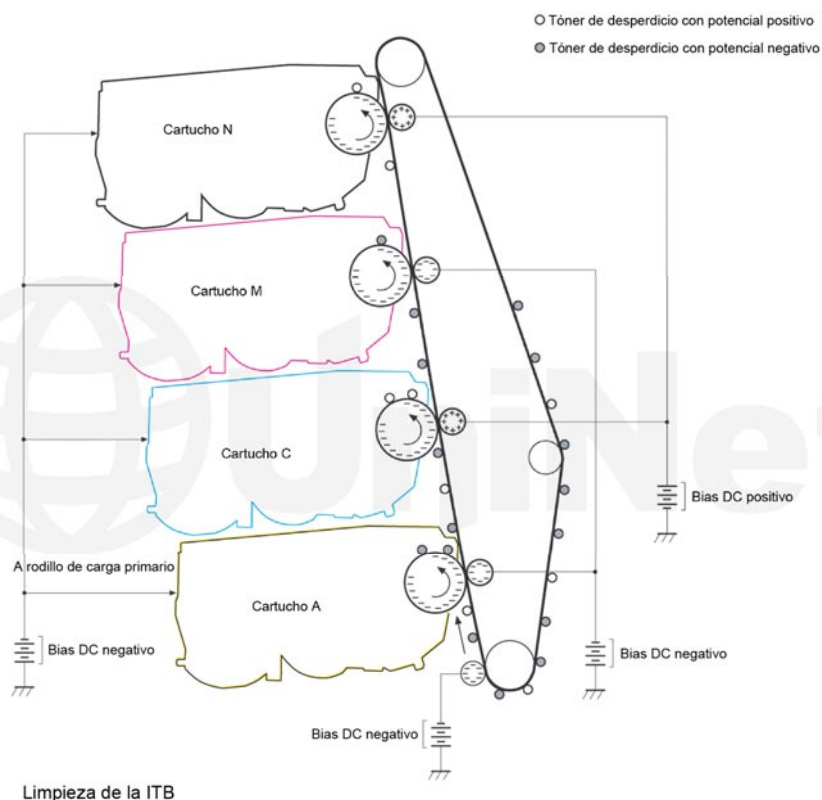 Tóner de desperdicio con potencial positivo
Tóner de desperdicio con potencial negativo
Cartucho N
Cartucho M
UniNet
Cartucho C
Bias DC positivo
A rodillo de carga primario
Cartucho A
Bias DC negativo
Bias DC negativo
Bias DC negativo
Limpieza de la ITB